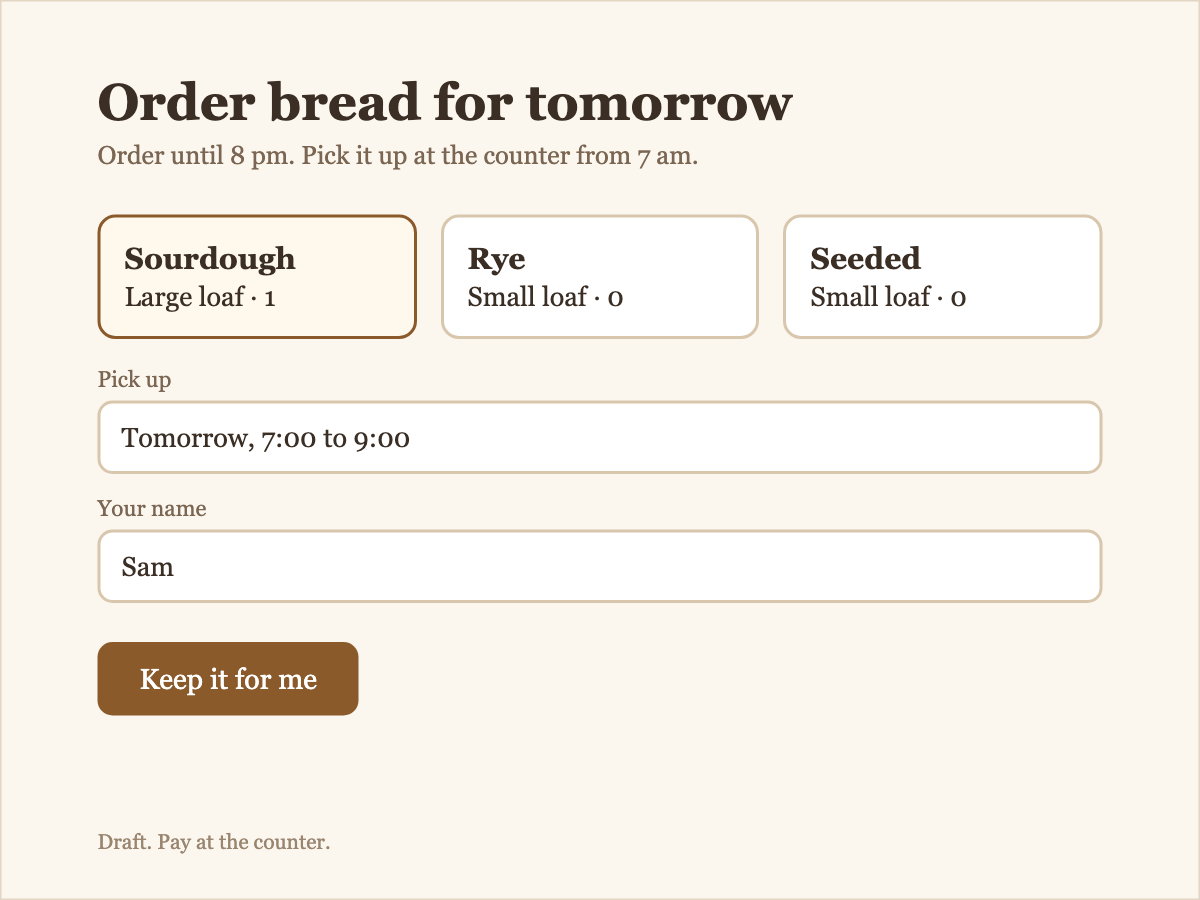 Order bread for tomorrow
Order until 8 pm. Pick it up at the counter from 7 am.
Sourdough
Large loaf · 1
Rye
Small loaf · 0
Seeded
Small loaf · 0
Pick up
Tomorrow, 7:00 to 9:00
Your name
Sam
Keep it for me
Draft. Pay at the counter.